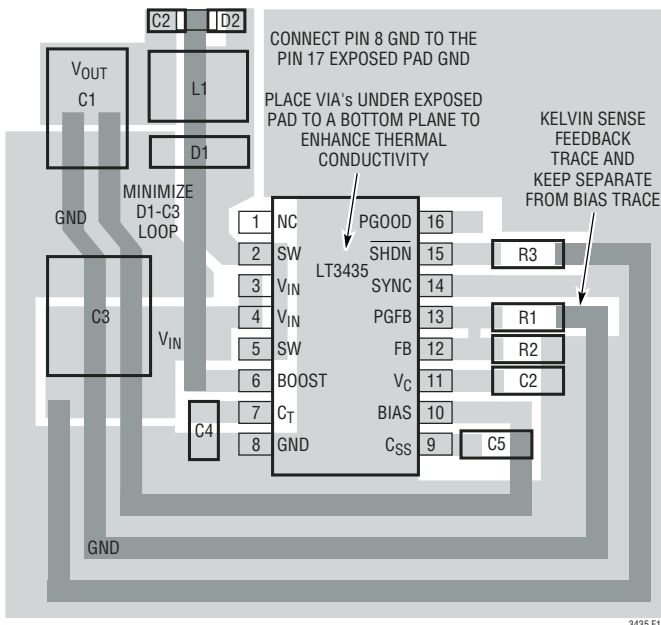 C2
D2
CONNECT PIN 8 GND TO THE
PIN 17 EXPOSED PAD GND
VOUT
C1
L1
PLACE VIA's UNDER EXPOSED
PAD TO A BOTTOM PLANE TO
ENHANCE THERMAL
CONDUCTIVITY
KELVIN SENSE
FEEDBACK
TRACE AND
KEEP SEPARATE
FROM BIAS TRACE
D1
MINIMIZE
D1-C3
LOOP
GND
1 NC
PGOOD 16
2 SW
SHDN 15
R3
LT3435
3 VIN
SYNC 14
C3
VIN
4 VIN
PGFB 13
R1
5 SW
FB 12
R2
6 BOOST
VC 11
C2
C4
7 CT
BIAS 10
8 GND
CSS 9
C5
GND